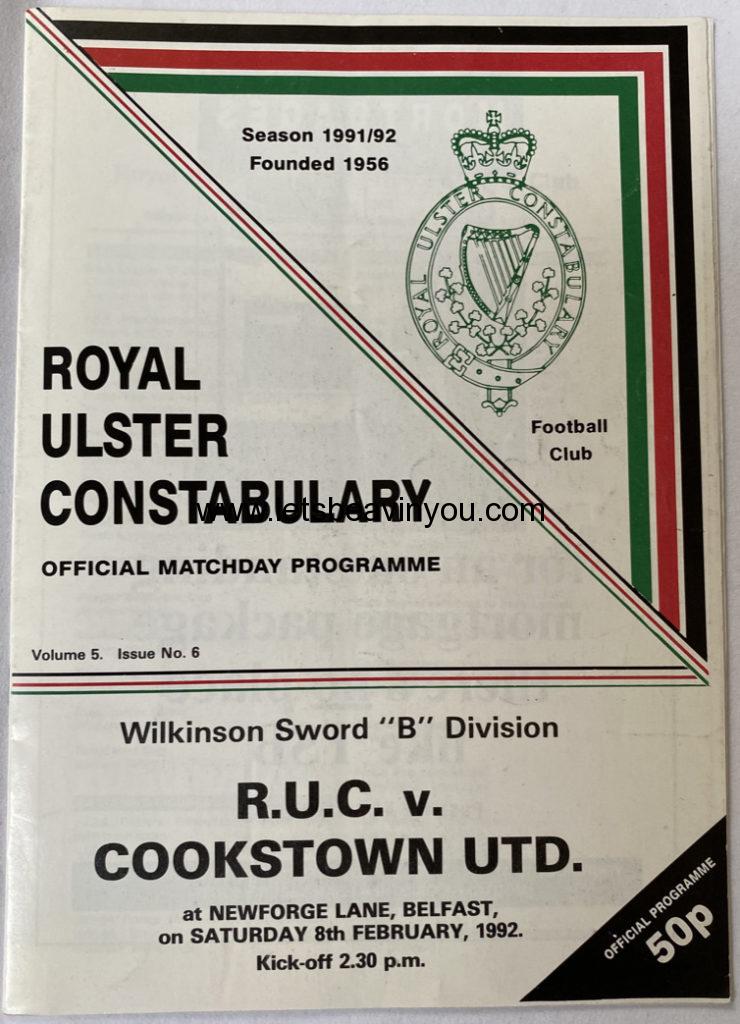 Season 1991/92
Founded 1956
ROYAL ULSTER CONSTABULARY
Football
Club
ROYAL
ULSTER
CONSTABULARY
www.letsbeavinyou.com
OFFICIAL MATCHDAY PROGRAMME
Volume 5. Issue No. 6
Wilkinson Sword "B" Division
R.U.C. v.
COOKSTOWN UTD.
at NEWFORGE LANE, BELFAST,
on SATURDAY 8th FEBRUARY, 1992.
Kick-off 2.30 p.m.
OFFICIAL PROGRAMME
50p